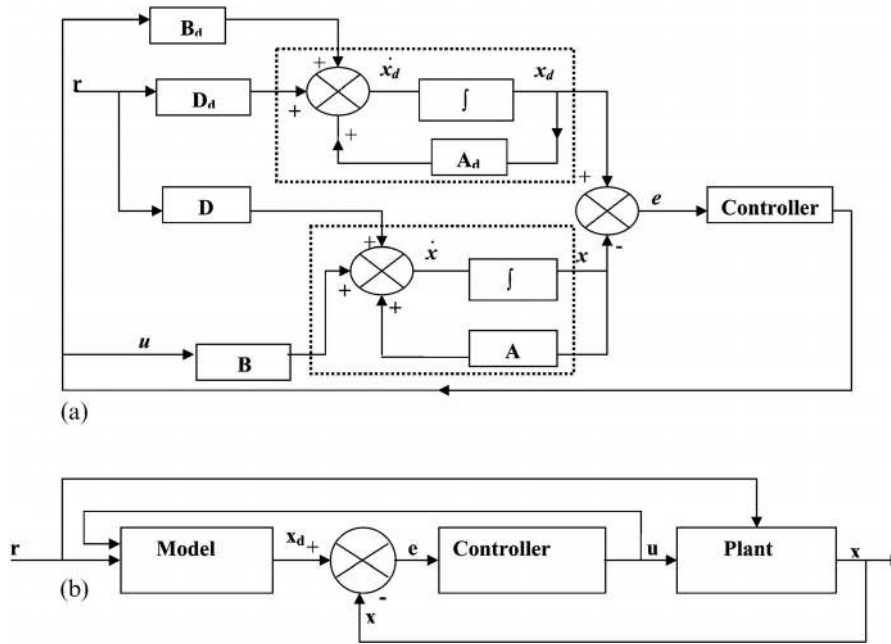 B_d
+
ẋ_d
x_d
r
D_d
+
∫
+
A_d
+
e
Controller
D
-
+
ẋ
x
∫
+
+
A
u
B
(a)
r
Model
x_d
+
e
Controller
u
Plant
x
-
x
(b)